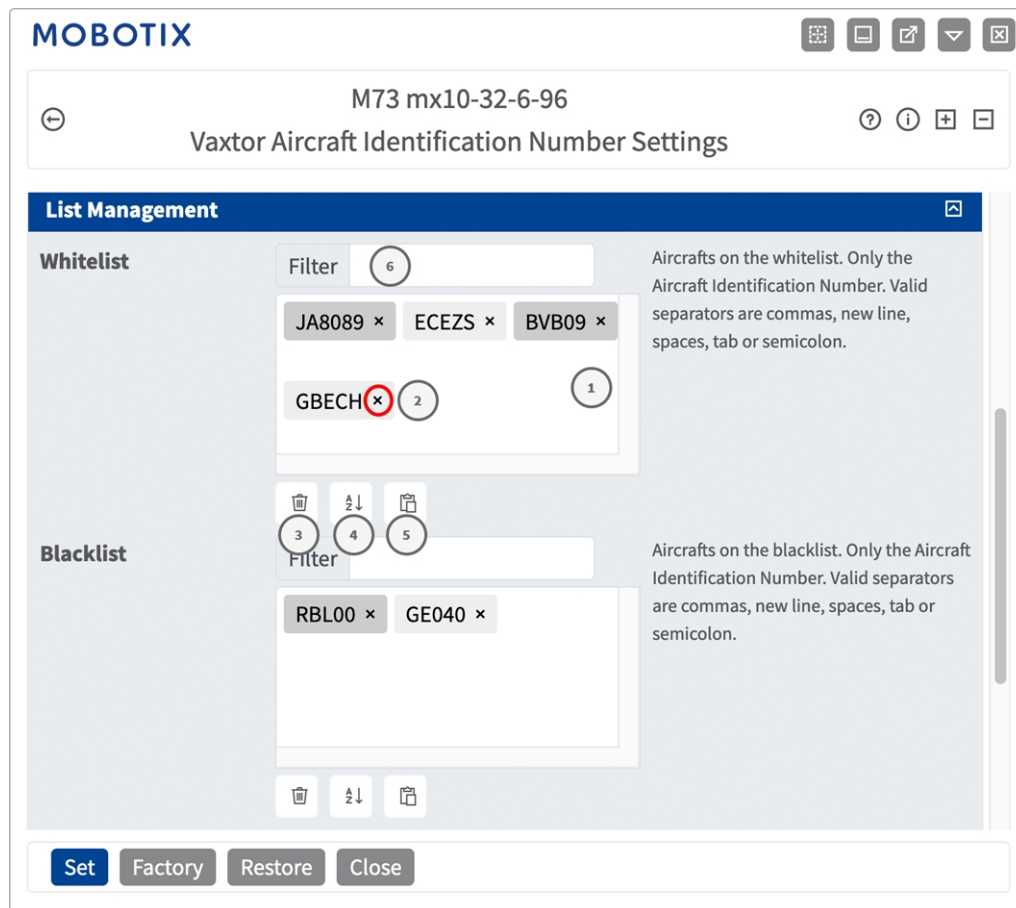 MOBOTIX
M73 mx10-32-6-96
Vaxtor Aircraft Identification Number Settings
List Management
Whitelist
Filter
6
Aircrafts on the whitelist. Only the
Aircraft Identification Number. Valid
separators are commas, new line,
spaces, tab or semicolon.
JA8089 ×
ECEZS ×
BVB09 ×
1
GBECH ×
2
3
4
5
Blacklist
Filter
Aircrafts on the blacklist. Only the Aircraft
Identification Number. Valid separators
are commas, new line, spaces, tab or
semicolon.
RBL00 ×
GE040 ×
Set
Factory
Restore
Close